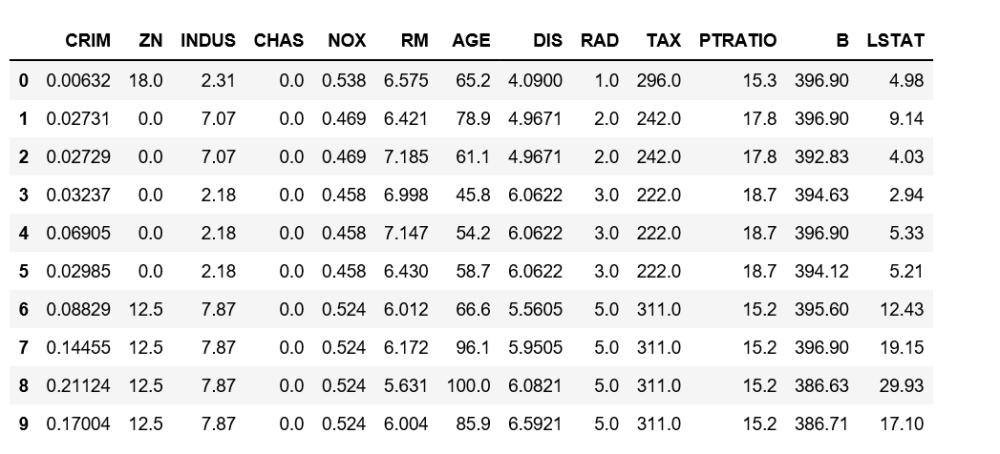 CRIM ZN INDUS CHAS NOX RM AGE DIS RAD TAX PTRATIO B LSTAT
0 0.00632 18.0 2.31 0.0 0.538 6.575 65.2 4.0900 1.0 296.0 15.3 396.90 4.98
1 0.02731 0.0 7.07 0.0 0.469 6.421 78.9 4.9671 2.0 242.0 17.8 396.90 9.14
2 0.02729 0.0 7.07 0.0 0.469 7.185 61.1 4.9671 2.0 242.0 17.8 392.83 4.03
3 0.03237 0.0 2.18 0.0 0.458 6.998 45.8 6.0622 3.0 222.0 18.7 394.63 2.94
4 0.06905 0.0 2.18 0.0 0.458 7.147 54.2 6.0622 3.0 222.0 18.7 396.90 5.33
5 0.02985 0.0 2.18 0.0 0.458 6.430 58.7 6.0622 3.0 222.0 18.7 394.12 5.21
6 0.08829 12.5 7.87 0.0 0.524 6.012 66.6 5.5605 5.0 311.0 15.2 395.60 12.43
7 0.14455 12.5 7.87 0.0 0.524 6.172 96.1 5.9505 5.0 311.0 15.2 396.90 19.15
8 0.21124 12.5 7.87 0.0 0.524 5.631 100.0 6.0821 5.0 311.0 15.2 386.63 29.93
9 0.17004 12.5 7.87 0.0 0.524 6.004 85.9 6.5921 5.0 311.0 15.2 386.71 17.10